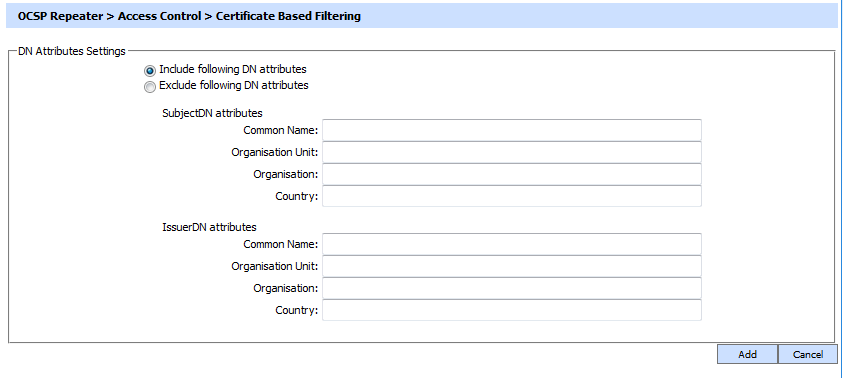 OCSP Repeater > Access Control > Certificate Based Filtering
DN Attributes Settings
Include following DN attributes
Exclude following DN attributes
SubjectDN attributes
Common Name:
Organisation Unit:
Organisation:
Country:
IssuerDN attributes
Common Name:
Organisation Unit:
Organisation:
Country:
Add Cancel